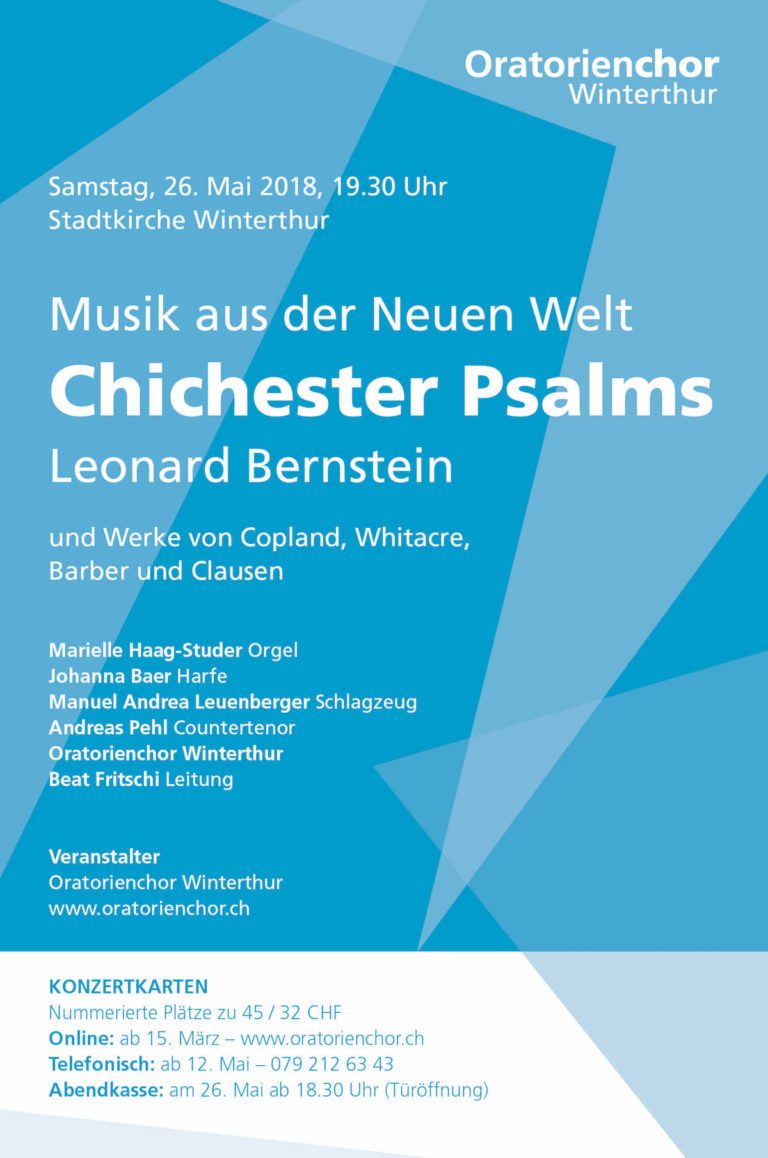 Oratorienchor
Winterthur
Samstag, 26. Mai 2018, 19.30 Uhr
Stadtkirche Winterthur
Musik aus der Neuen Welt
Chichester Psalms
Leonard Bernstein
und Werke von Copland, Whitacre,
Barber und Clausen
Marielle Haag-Studer Orgel
Johanna Baer Harfe
Manuel Andrea Leuenberger Schlagzeug
Andreas Pehl Countertenor
Oratorienchor Winterthur
Beat Fritschi Leitung
Veranstalter
Oratorienchor Winterthur
www.oratorienchor.ch
KONZERTKARTEN
Nummerierte Plätze zu 45 / 32 CHF
Online: ab 15. März – www.oratorienchor.ch
Telefonisch: ab 12. Mai – 079 212 63 43
Abendkasse: am 26. Mai ab 18.30 Uhr (Türöffnung)